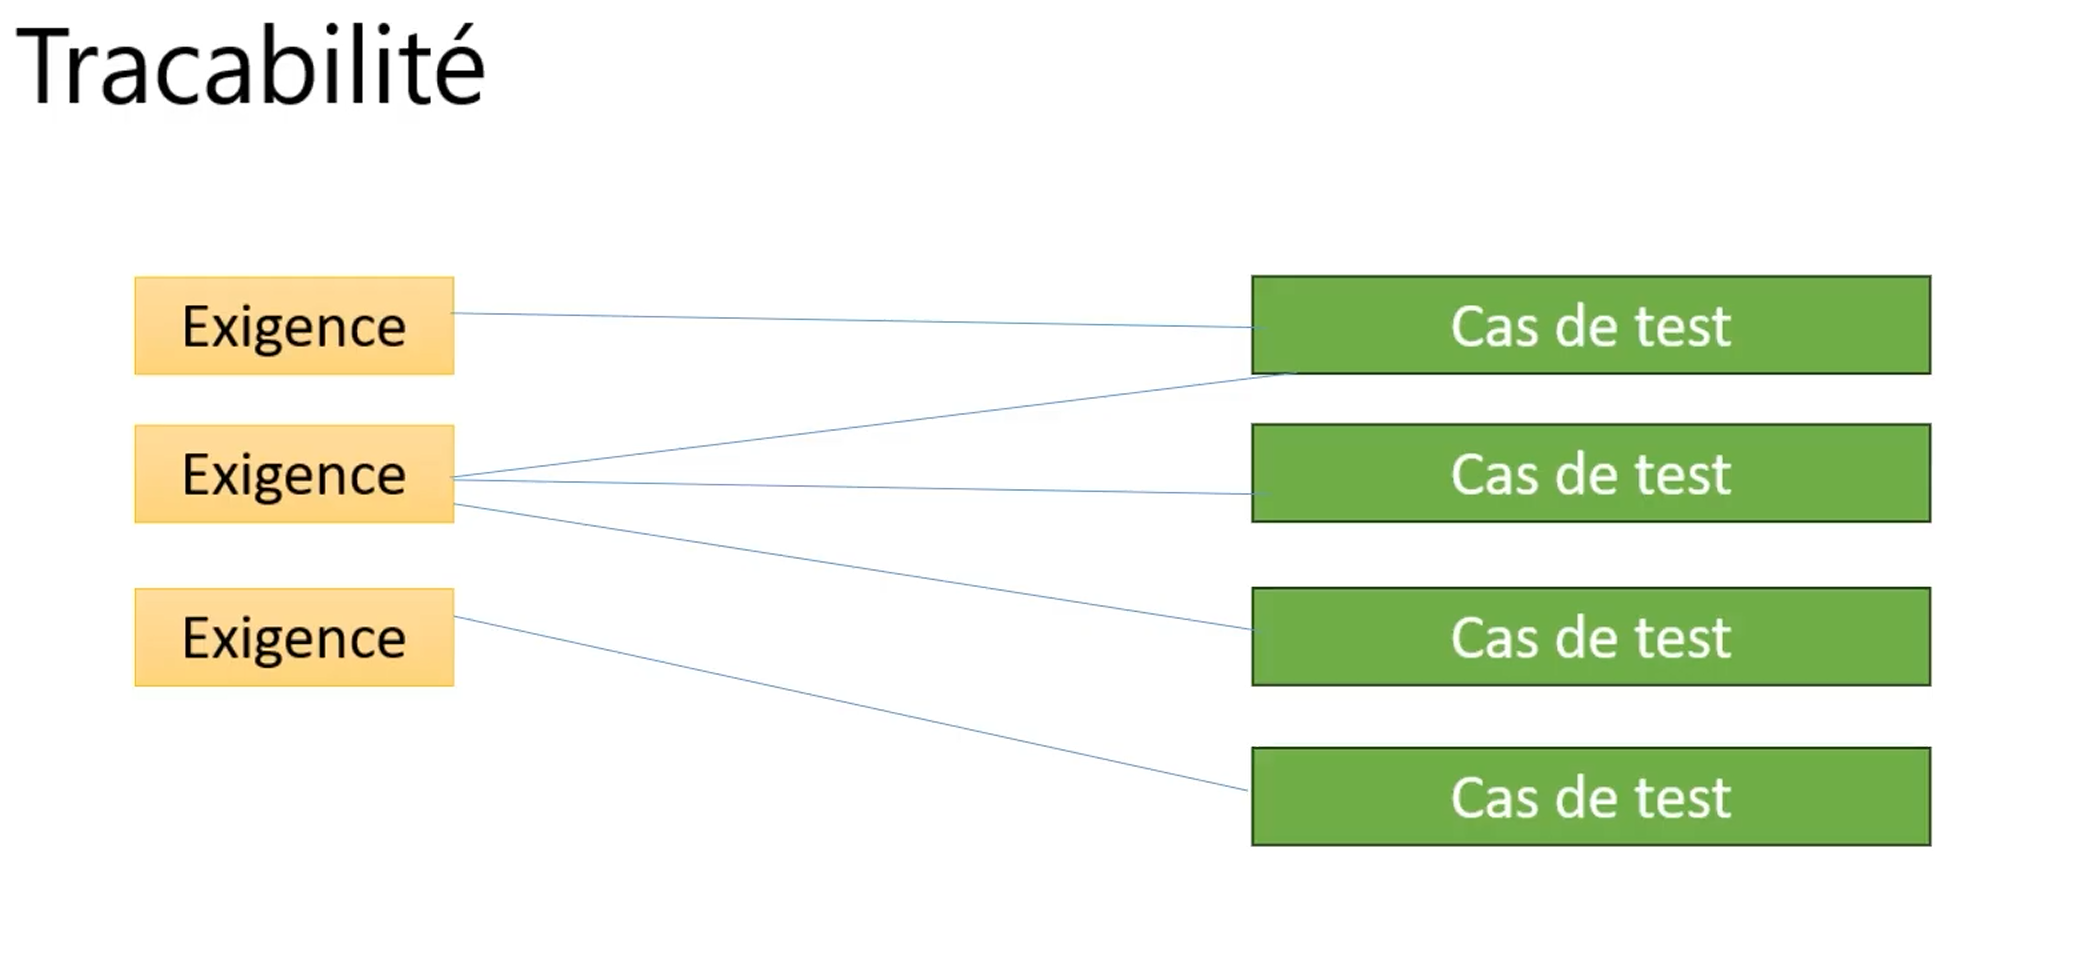 Tracabilité
Exigence
Cas de test
Exigence
Cas de test
Exigence
Cas de test
Cas de test